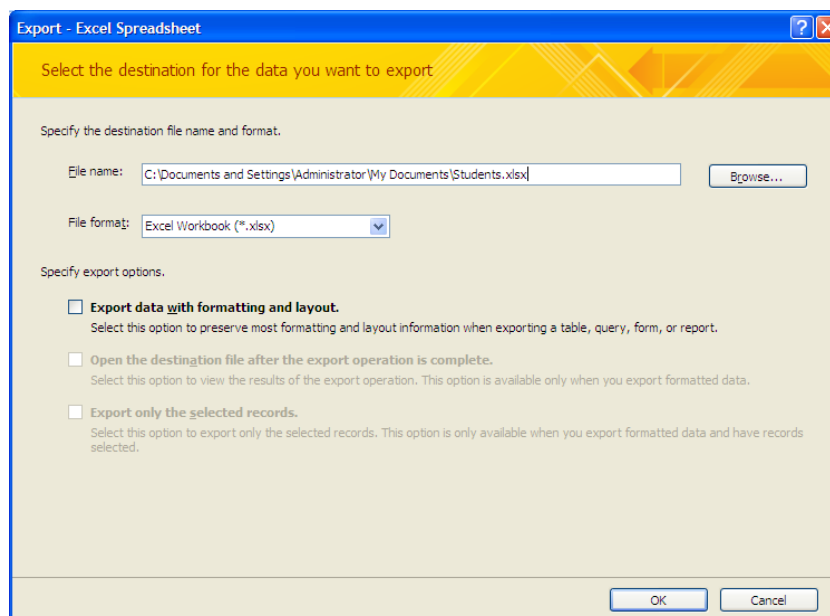 Export - Excel Spreadsheet
Select the destination for the data you want to export
Specify the destination file name and format.
File name: C:\Documents and Settings\Administrator\My Documents\Students.xlsx Browse...
File format: Excel Workbook (*.xlsx)
Specify export options.
Export data with formatting and layout.
Select this option to preserve most formatting and layout information when exporting a table, query, form, or report.
Open the destination file after the export operation is complete.
Select this option to view the results of the export operation. This option is available only when you export formatted data.
Export only the selected records.
Select this option to export only the selected records. This option is only available when you export formatted data and have records
selected.
OK Cancel